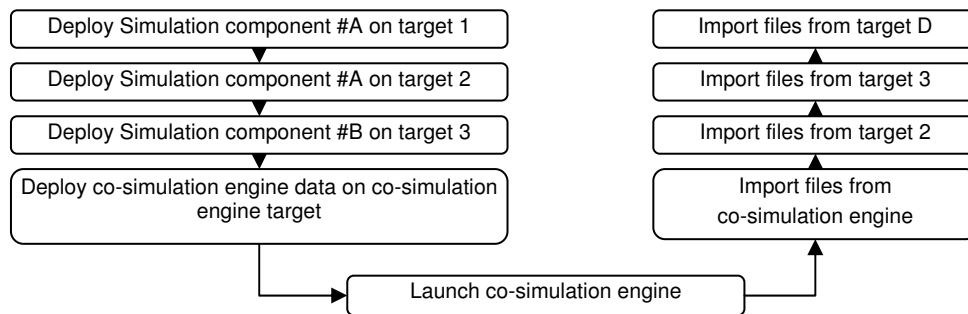 Deploy Simulation component #A on target 1
Deploy Simulation component #A on target 2
Deploy Simulation component #B on target 3
Deploy co-simulation engine data on co-simulation
engine target
Launch co-simulation engine
Import files from
co-simulation engine
Import files from target 2
Import files from target 3
Import files from target D